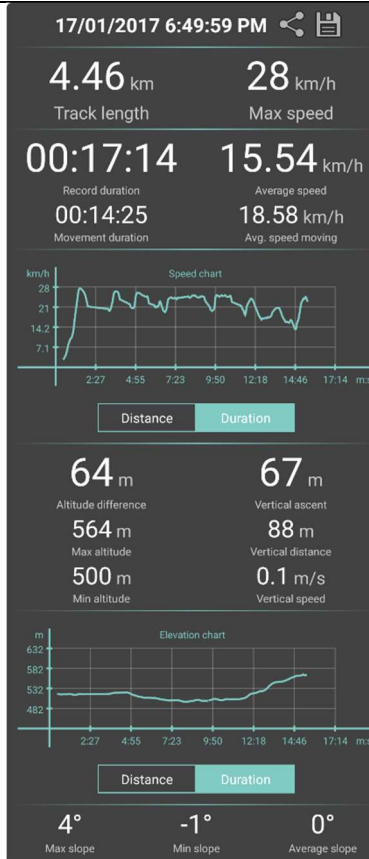 17/01/2017 6:49:59 PM
4.46 km 28 km/h
Track length Max speed
00:17:14 15.54 km/h
Record duration Average speed
00:14:25 18.58 km/h
Movement duration Avg. speed moving
km/h Speed chart
28
21
14.2
7.1
2:27 4:55 7:23 9:50 12:18 14:46 17:14 m:s
Distance Duration
64 m 67 m
Altitude difference Vertical ascent
564 m 88 m
Max altitude Vertical distance
500 m 0.1 m/s
Min altitude Vertical speed
m Elevation chart
632
582
532
482
2:27 4:55 7:23 9:50 12:18 14:46 17:14 m:s
Distance Duration
4° -1° 0°
Max slope Min slope Average slope